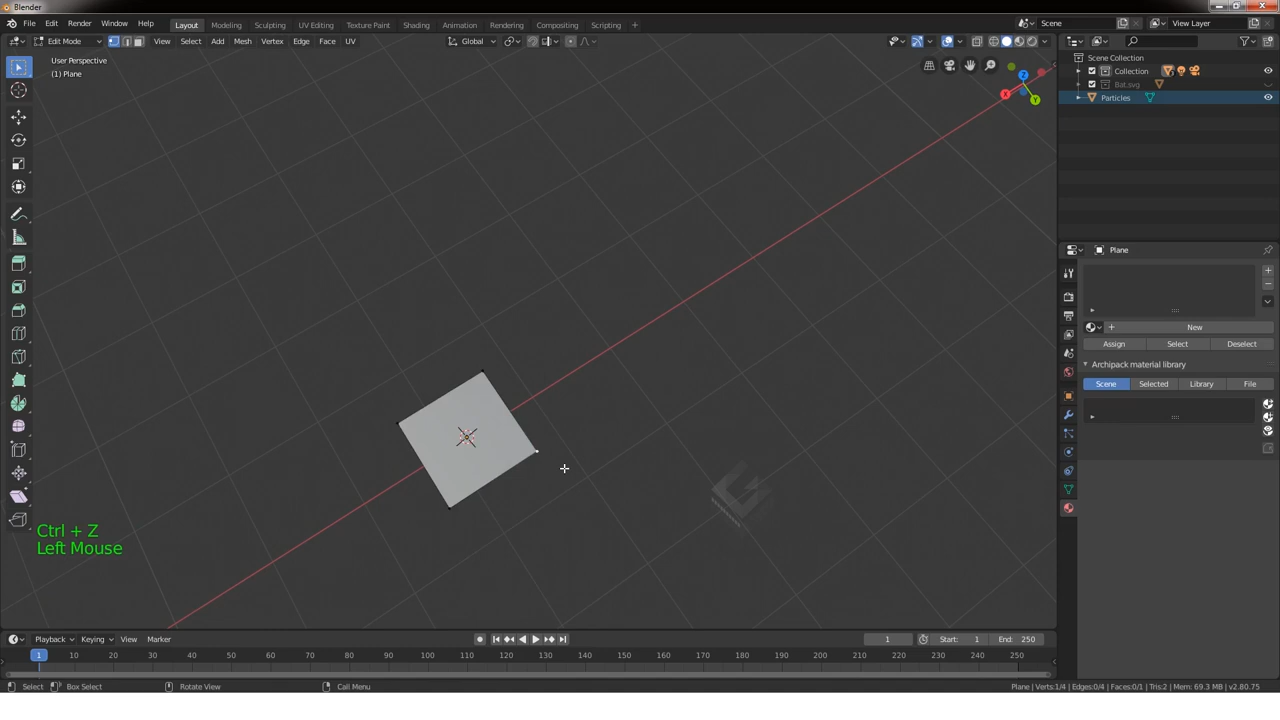 Blender
File Edit Render Window Help
Layout Modeling Sculpting UV Editing Texture Paint Shading Animation Rendering Compositing Scripting +
Scene
View Layer
Edit Mode View Select Add Mesh Vertex Edge Face UV
Global
User Perspective
(1) Plane
X
Y
Z
Scene Collection
Collection
Bat.svg
Particles
Plane
New
Assign Select Deselect
Archipack material library
Scene Selected Library File
Ctrl + Z
Left Mouse
Playback Keying View Marker
1
Start: 1 End: 250
1 10 20 30 40 50 60 70 80 90 100 110 120 130 140 150 160 170 180 190 200 210 220 230 240 250
Select Box Select Rotate View Call Menu
Plane | Verts:1/4 | Edges:0/4 | Faces:0/1 | Tris:2 | Mem: 69.3 MB | v2.80.75